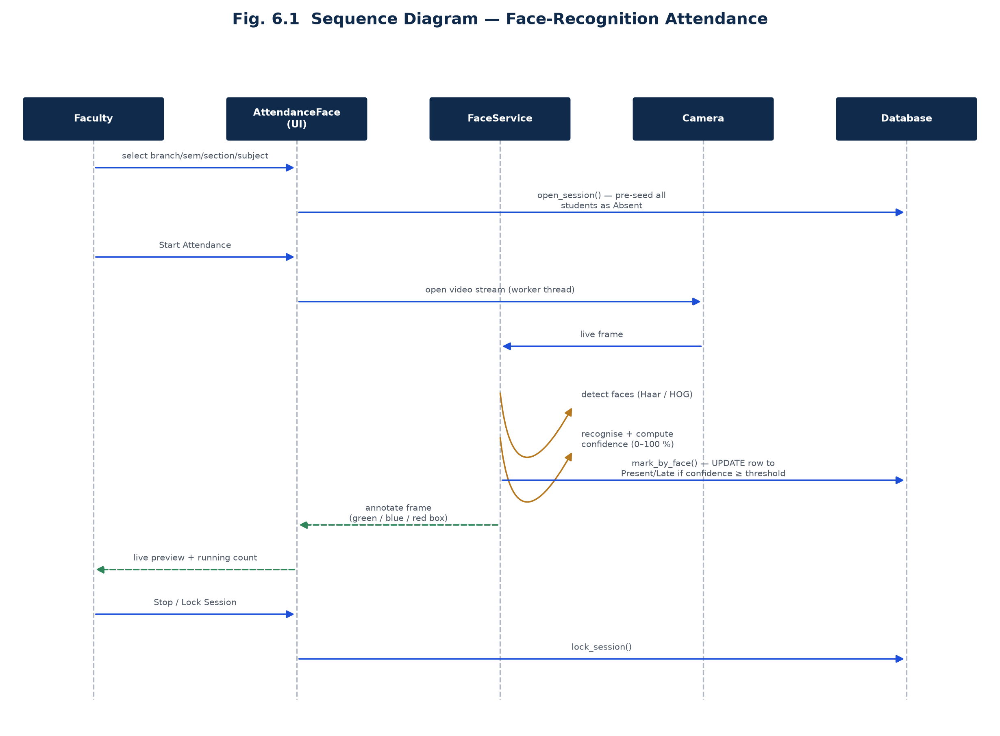 Fig. 6.1  Sequence Diagram — Face-Recognition Attendance
Faculty
AttendanceFace
(UI)
FaceService
Camera
Database
select branch/sem/section/subject
open_session() — pre-seed all
students as Absent
Start Attendance
open video stream (worker thread)
live frame
detect faces (Haar / HOG)
recognise + compute
confidence (0–100 %)
mark_by_face() — UPDATE row to
Present/Late if confidence ≥ threshold
annotate frame
(green / blue / red box)
live preview + running count
Stop / Lock Session
lock_session()